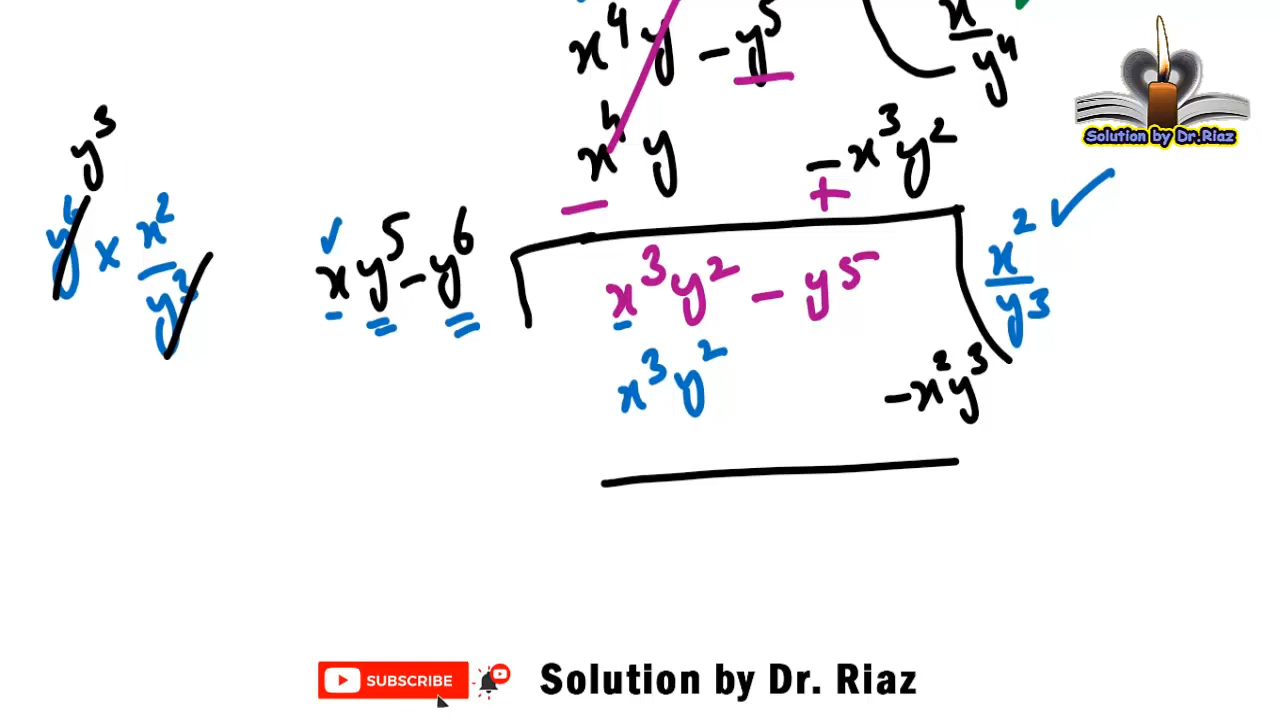 x⁴y - y⁵
x/y⁴
x⁴y - x³y²
- +
Solution by Dr.Riaz
y³
y⁶ × x²/y³
xy⁵ - y⁶
x³y² - y⁵
x²/y³
x³y² - x²y³
SUBSCRIBE
Solution by Dr. Riaz